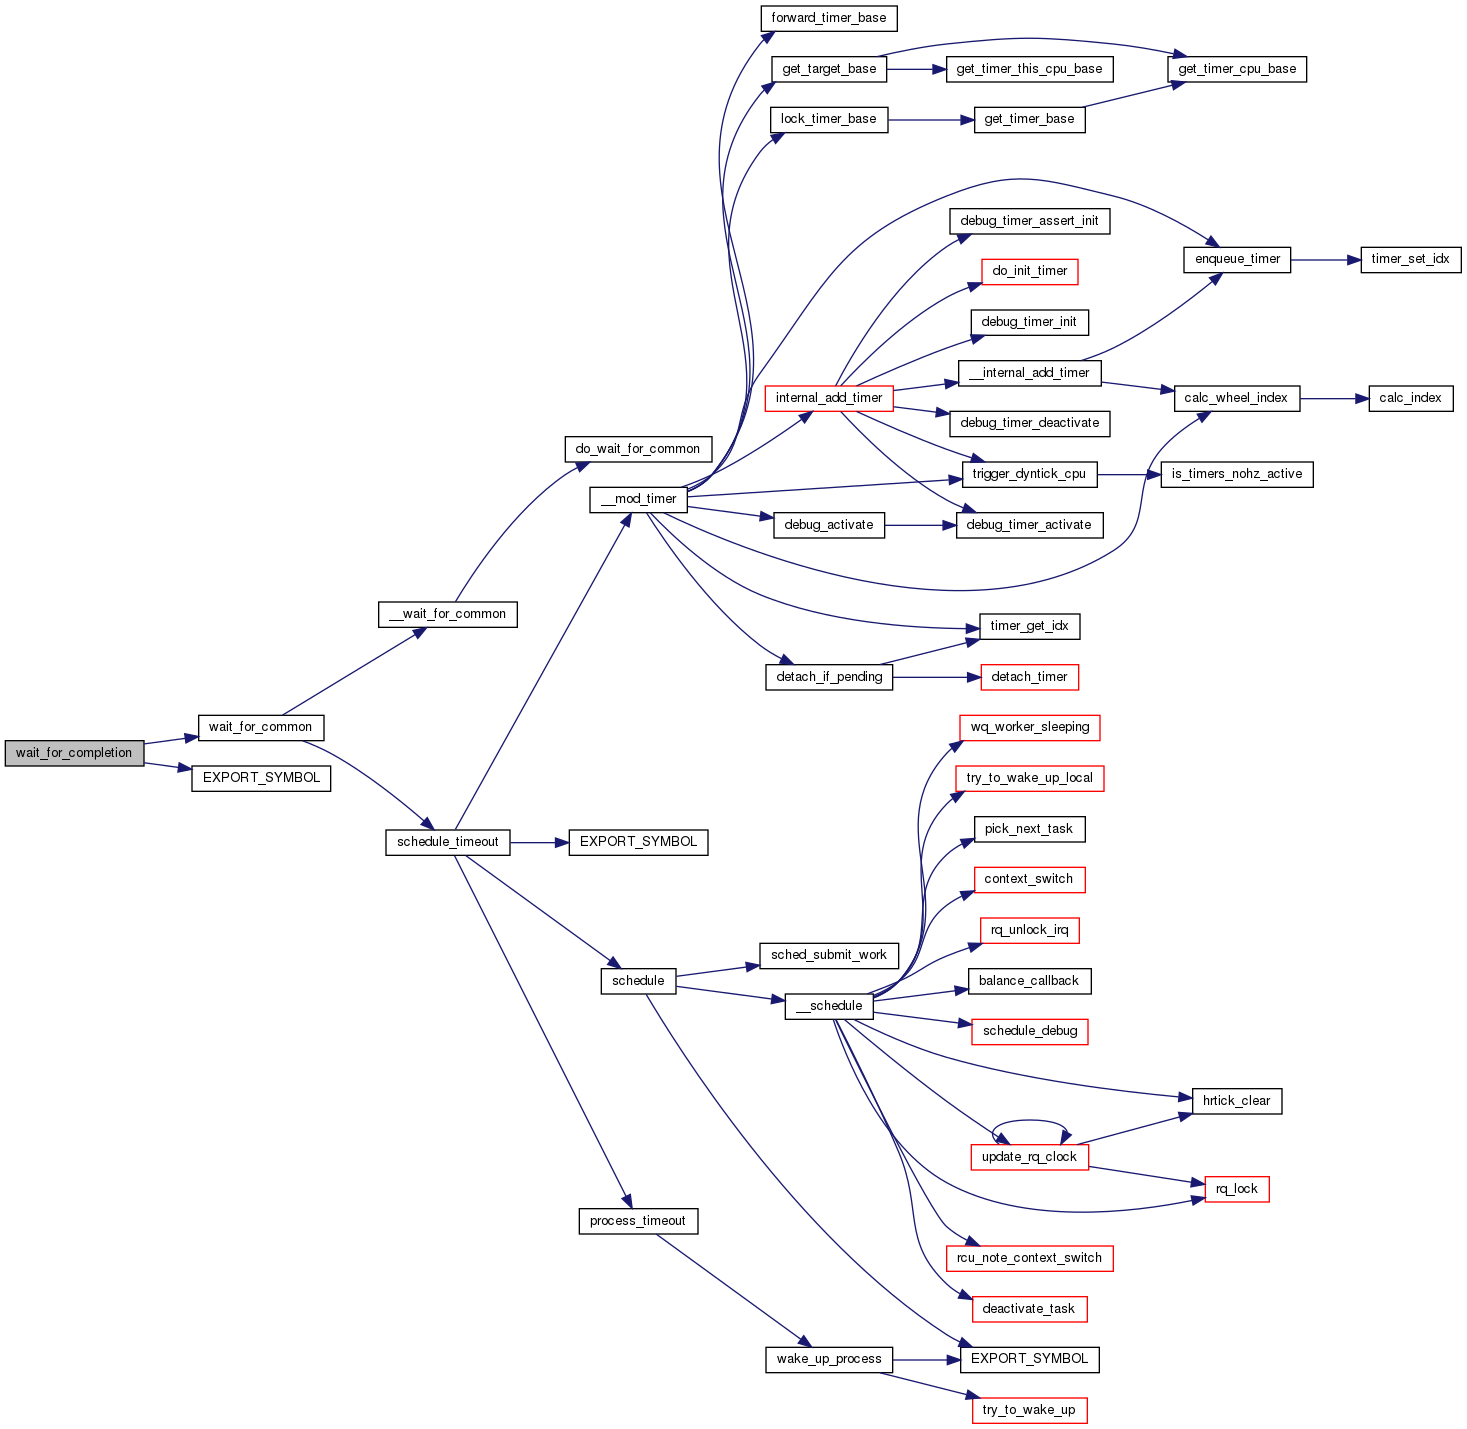 forward_timer_base
get_target_base
get_timer_this_cpu_base
get_timer_cpu_base
lock_timer_base
get_timer_base
debug_timer_assert_init
enqueue_timer
timer_set_idx
do_init_timer
debug_timer_init
__internal_add_timer
internal_add_timer
calc_wheel_index
calc_index
debug_timer_deactivate
do_wait_for_common
trigger_dyntick_cpu
is_timers_nohz_active
__mod_timer
debug_activate
debug_timer_activate
__wait_for_common
timer_get_idx
detach_if_pending
detach_timer
wait_for_common
wq_worker_sleeping
wait_for_completion
EXPORT_SYMBOL
try_to_wake_up_local
pick_next_task
schedule_timeout
EXPORT_SYMBOL
context_switch
rq_unlock_irq
sched_submit_work
schedule
balance_callback
__schedule
schedule_debug
hrtick_clear
update_rq_clock
rq_lock
process_timeout
rcu_note_context_switch
deactivate_task
wake_up_process
EXPORT_SYMBOL
try_to_wake_up